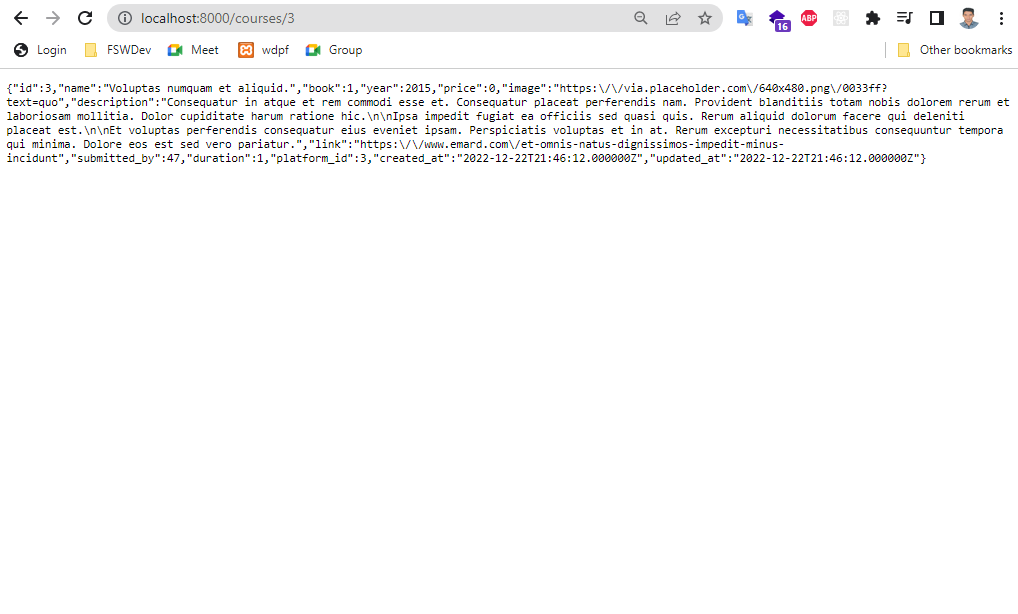 localhost:8000/courses/3
16
ABP
Login FSWDev Meet wdpf Group Other bookmarks
{"id":3,"name":"Voluptas numquam et aliquid.","book":1,"year":2015,"price":0,"image":"https:\/\/via.placeholder.com\/640x480.png\/0033ff?
text=quo","description":"Consequatur in atque et rem commodi esse et. Consequatur placeat perferendis nam. Provident blanditiis totam nobis dolorem rerum et
laboriosam mollitia. Dolor cupiditate harum ratione hic.\n\nIpsa impedit fugiat ea officiis sed quasi quis. Rerum aliquid dolorum facere qui deleniti
placeat est.\n\nEt voluptas perferendis consequatur eius eveniet ipsam. Perspiciatis voluptas et in at. Rerum excepturi necessitatibus consequuntur tempora
qui minima. Dolore eos est sed vero pariatur.","link":"https:\/\/www.emard.com\/et-omnis-natus-dignissimos-impedit-minus-
incidunt","submitted_by":47,"duration":1,"platform_id":3,"created_at":"2022-12-22T21:46:12.000000Z","updated_at":"2022-12-22T21:46:12.000000Z"}